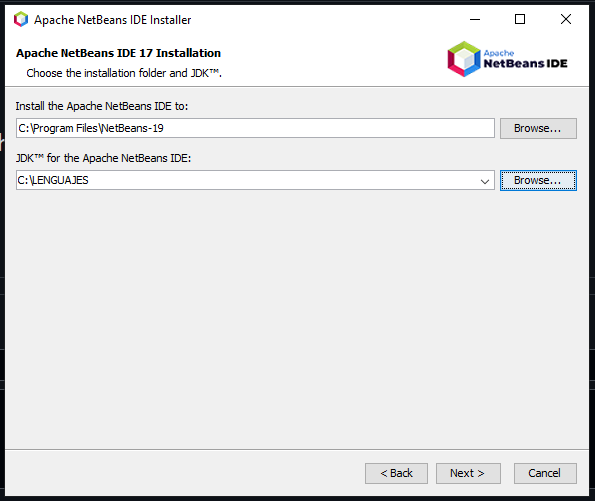 Apache NetBeans IDE Installer
Apache NetBeans IDE 17 Installation
Choose the installation folder and JDK™.
Apache
NetBeans IDE
Install the Apache NetBeans IDE to:
C:\Program Files\NetBeans-19
Browse...
JDK™ for the Apache NetBeans IDE:
C:\LENGUAJES
Browse...
< Back
Next >
Cancel